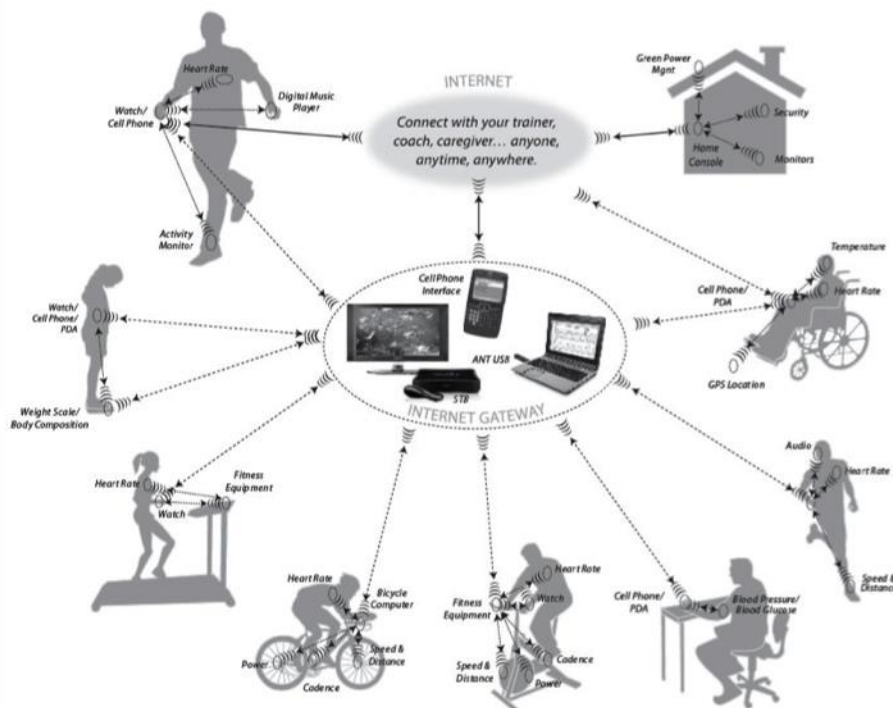 Heart Rate
Digital Music
Player
Watch/
Cell Phone
Activity
Monitor
INTERNET
Connect with your trainer,
coach, caregiver... anyone,
anytime, anywhere.
Green Power
Mgnt
Security
Home
Console
Monitors
Watch/
Cell Phone/
PDA
Weight Scale/
Body Composition
Cell Phone
Interface
ANT USB
STB
INTERNET GATEWAY
Temperature
Cell Phone/
PDA
Heart Rate
GPS Location
Heart Rate
Fitness
Equipment
Watch
Heart Rate
Bicycle
Computer
Power
Cadence
Speed &
Distance
Heart Rate
Fitness
Equipment
Watch
Speed &
Distance
Cadence
Power
Cell Phone/
PDA
Blood Pressure/
Blood Glucose
Audio
Heart Rate
Speed &
Distance